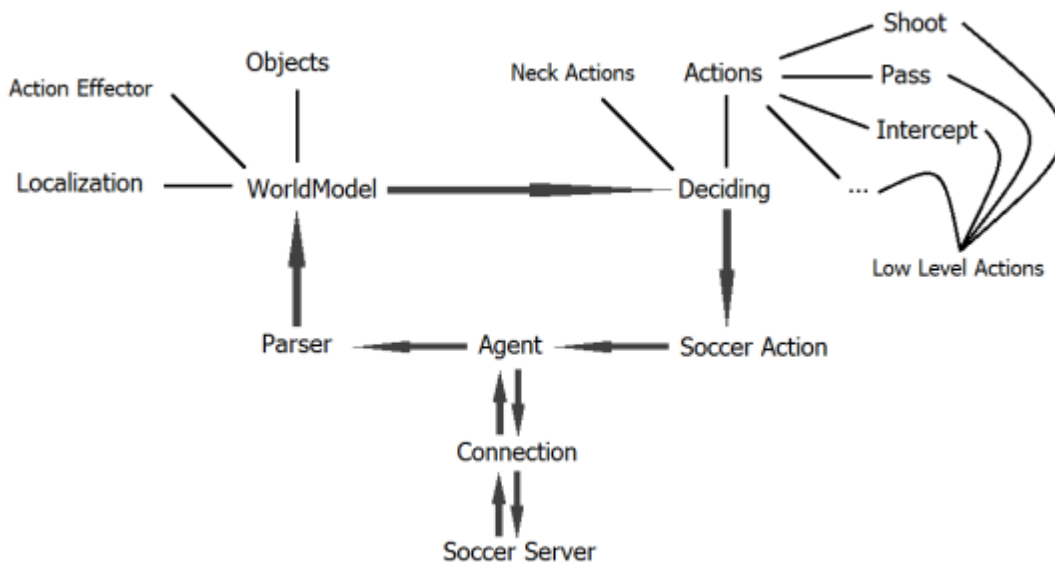 Shoot
Objects
Neck Actions
Actions
Pass
Action Effector
Intercept
Localization
WorldModel
Deciding
...
Low Level Actions
Parser
Agent
Soccer Action
Connection
Soccer Server